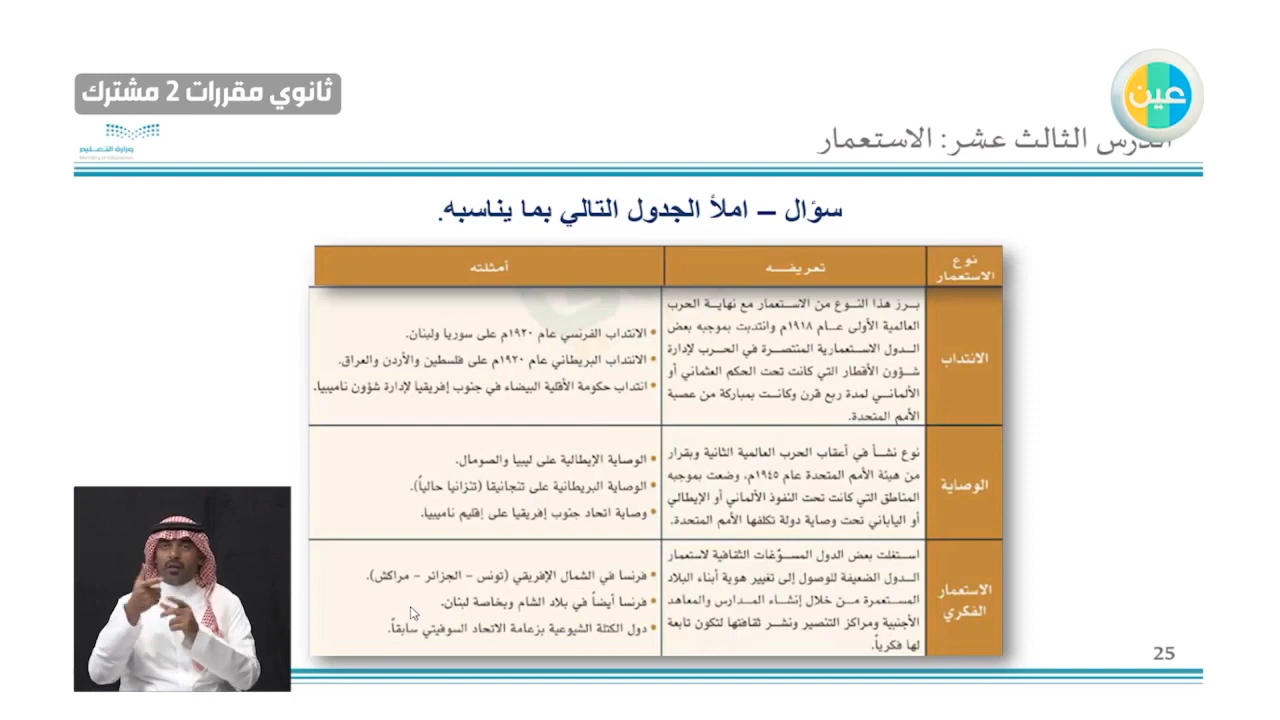 ثانوي مقررات 2 مشترك
عين
وزارة التعليم
Ministry of Education
الدرس الثالث عشر: الاستعمار
سؤال – املأ الجدول التالي بما يناسبه.
نوع الاستعمار
تعريفه
أمثلته
الانتداب
برز هذا النوع من الاستعمار مع نهاية الحرب
العالمية الأولى عام ١٩١٨م وانتدبت بموجبه بعض
الدول الاستعمارية المنتصرة في الحرب لإدارة
شؤون الأقطار التي كانت تحت الحكم العثماني أو
الألماني لمدة ربع قرن وكانت بمباركة من عصبة
الأمم المتحدة.
• الانتداب الفرنسي عام ١٩٢٠م على سوريا ولبنان.
• الانتداب البريطاني عام ١٩٢٠م على فلسطين والأردن والعراق.
• انتداب حكومة الأقلية البيضاء في جنوب إفريقيا لإدارة شؤون ناميبيا.
الوصاية
نوع نشأ في أعقاب الحرب العالمية الثانية وبقرار
من هيئة الأمم المتحدة عام ١٩٤٥م، وضعت بموجبه
المناطق التي كانت تحت النفوذ الألماني أو الإيطالي
أو الياباني تحت وصاية دولة تكلفها الأمم المتحدة.
• الوصاية الإيطالية على ليبيا والصومال.
• الوصاية البريطانية على تنجانيقا (تنزانيا حالياً).
• وصاية اتحاد جنوب إفريقيا على إقليم ناميبيا.
الاستعمار
الفكري
استغلت بعض الدول المسوّغات الثقافية لاستعمار
الدول الضعيفة للوصول إلى تغيير هوية أبناء البلاد
المستعمرة من خلال إنشاء المدارس والمعاهد
الأجنبية ومراكز التنصير ونشر ثقافتها لتكون تابعة
لها فكرياً.
• فرنسا في الشمال الإفريقي (تونس – الجزائر – مراكش).
• فرنسا أيضاً في بلاد الشام وبخاصة لبنان.
• دول الكتلة الشيوعية بزعامة الاتحاد السوفيتي سابقاً.
25